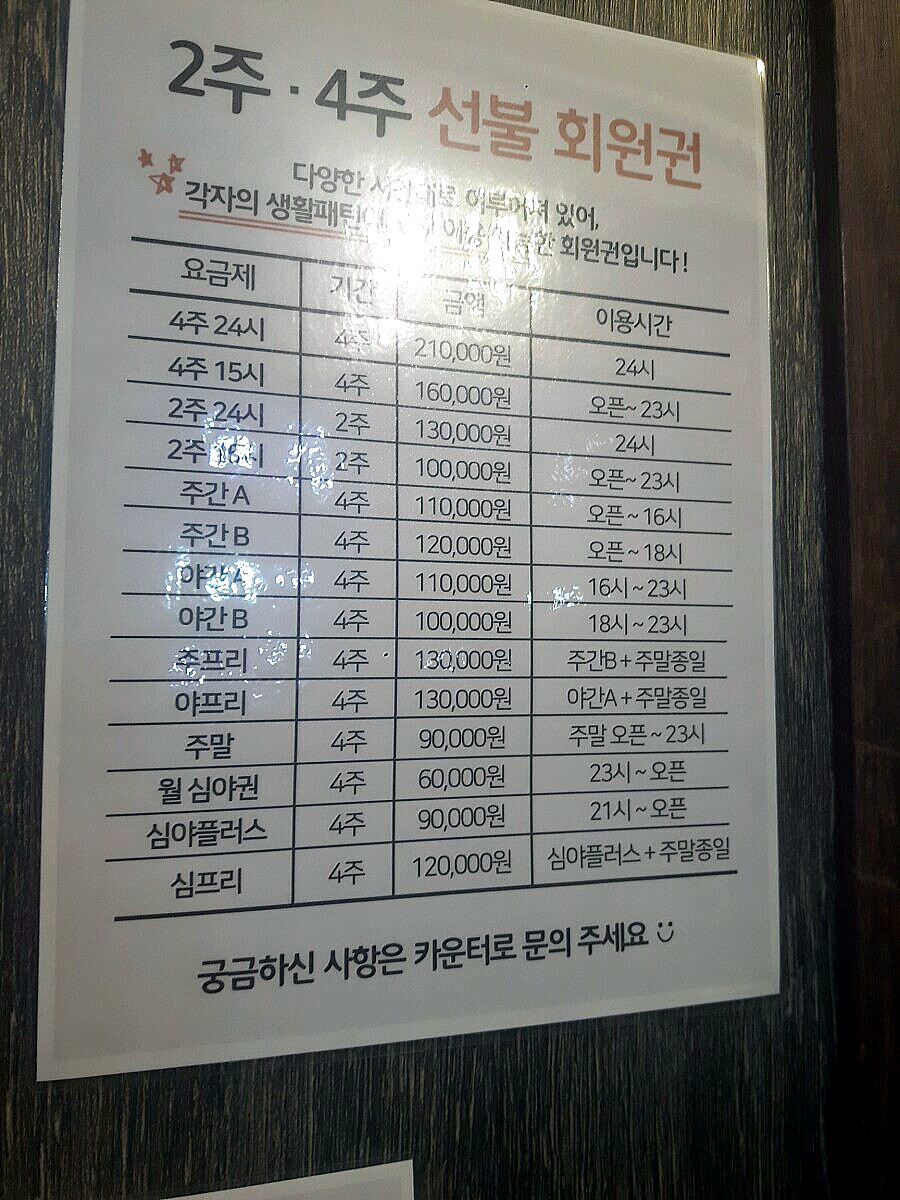 2주 · 4주 선불 회원권
다양한 이루어져 있어,
각자의 생활패턴 회원권입니다!
요금제 기간 금액 이용시간
4주 24시 4주 210,000원 24시
4주 15시 4주 160,000원 오픈~23시
2주 24시 2주 130,000원 24시
2주 2주 100,000원 오픈~23시
주간 A 4주 110,000원 오픈~16시
주간 B 4주 120,000원 오픈~18시
야간 A 4주 110,000원 16시~23시
야간 B 4주 100,000원 18시~23시
주프리 4주 130,000원 주간B + 주말종일
야프리 4주 130,000원 야간A + 주말종일
주말 4주 90,000원 주말 오픈~23시
월 심야권 4주 60,000원 23시~오픈
심야플러스 4주 90,000원 21시~오픈
심프리 4주 120,000원 심야플러스 + 주말종일
궁금하신 사항은 카운터로 문의 주세요